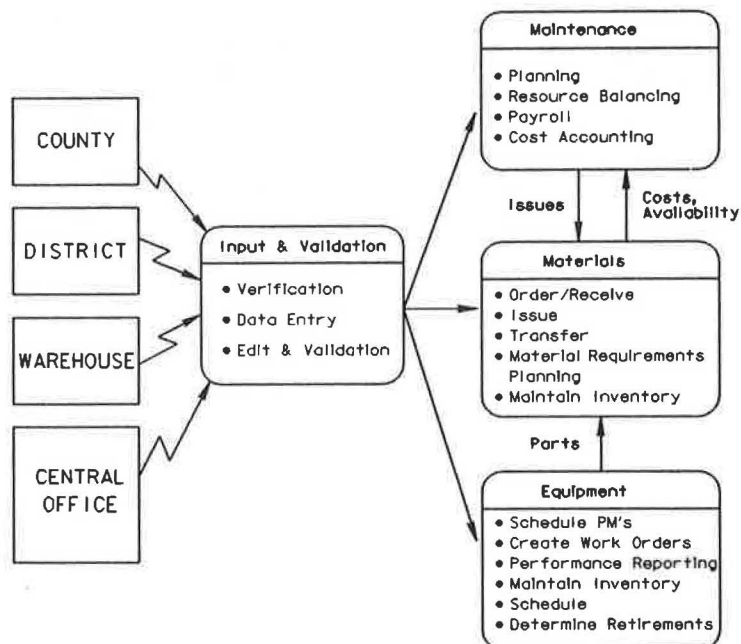 COUNTY
DISTRICT
WAREHOUSE
CENTRAL
OFFICE
Input & Validation
• Verification
• Data Entry
• Edit & Validation
Maintenance
• Planning
• Resource Balancing
• Payroll
• Cost Accounting
Issues
Costs,
Availability
Materials
• Order/Receive
• Issue
• Transfer
• Material Requirements
Planning
• Maintain Inventory
Parts
Equipment
• Schedule PM's
• Create Work Orders
• Performance Reporting
• Maintain Inventory
• Schedule
• Determine Retirements